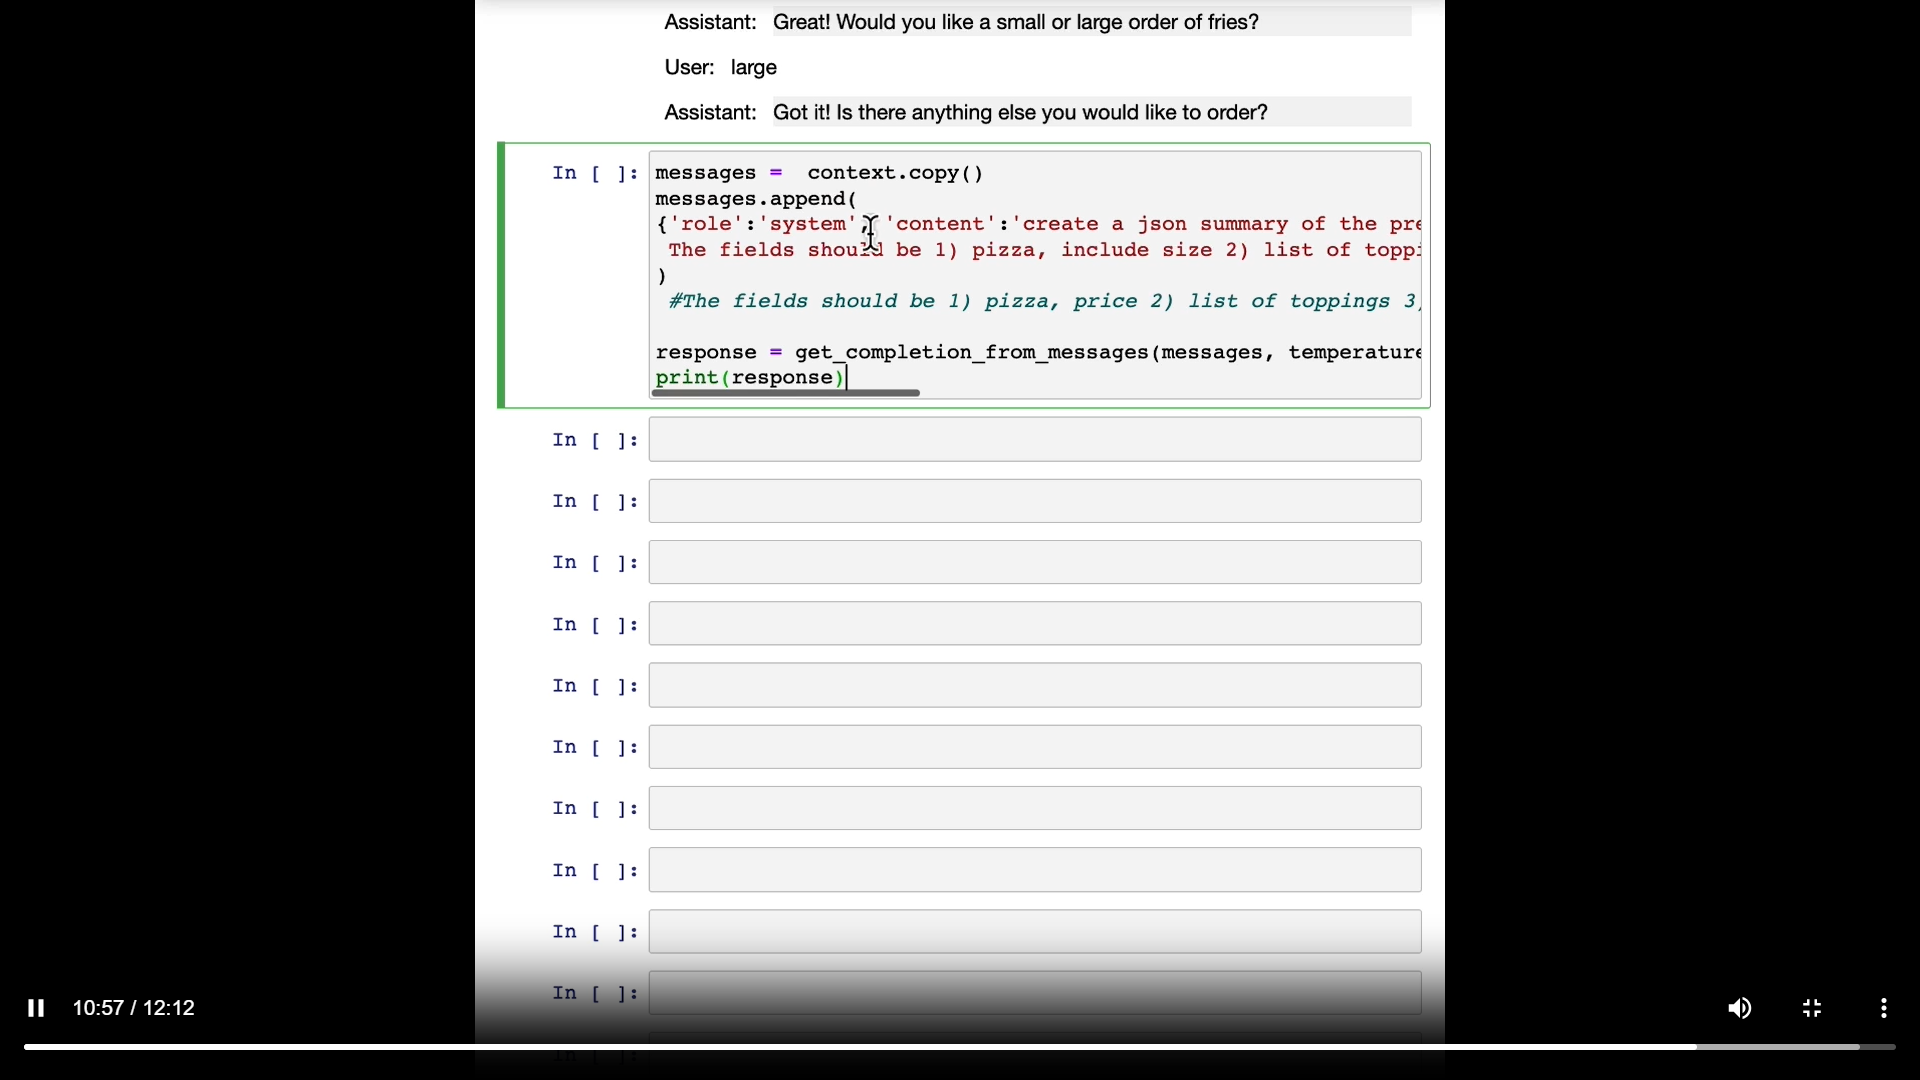 Assistant: Great! Would you like a small or large order of fries?
User: large
Assistant: Got it! Is there anything else you would like to order?
In [ ]: messages =  context.copy()
messages.append(
{'role':'system', 'content':'create a json summary of the pre
The fields should be 1) pizza, include size 2) list of toppi
)
#The fields should be 1) pizza, price 2) list of toppings 3
response = get_completion_from_messages(messages, temperature
print(response)
In [ ]:
In [ ]:
In [ ]:
In [ ]:
In [ ]:
In [ ]:
In [ ]:
In [ ]:
In [ ]:
In [ ]:
In [ ]:
10:57 / 12:12